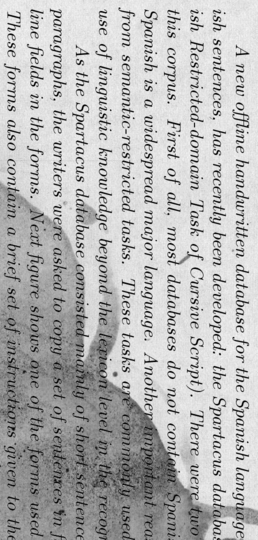 A new offline handwritten database for the Spanish language
ish sentences, has recently been developed: the Spartacus databas
ish Restricted-domain Task of Cursive Script). There were two
this corpus. First of all, most databases do not contain Spani
Spanish is a widespread major language. Another important reas
from semantic-restricted tasks. These tasks are commonly used
use of linguistic knowledge beyond the lexicon level in the recogn
As the Spartacus database consisted mainly of short sentence
paragraphs, the writers were asked to copy a set of sentences in f
line fields in the forms. Next figure shows one of the forms used
These forms also contain a brief set of instructions given to the